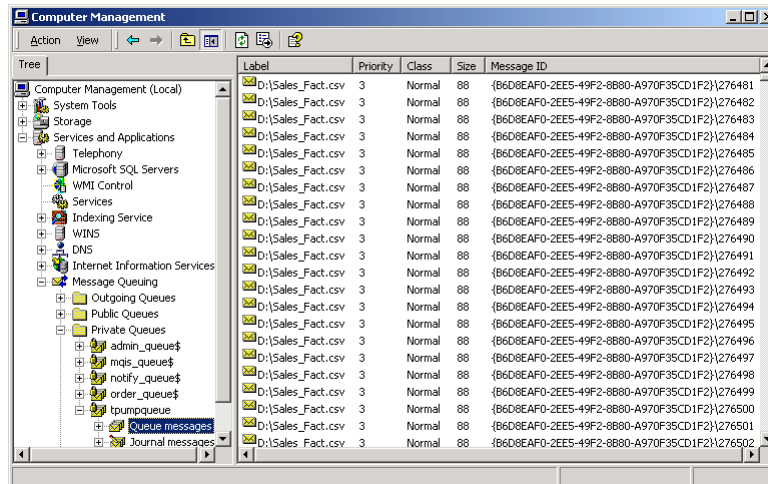 Computer Management
Action View
Tree
Computer Management (Local)
System Tools
Storage
Services and Applications
Telephony
Microsoft SQL Servers
WMI Control
Services
Indexing Service
WINS
DNS
Internet Information Services
Message Queuing
Outgoing Queues
Public Queues
Private Queues
admin_queue$
mqis_queue$
notify_queue$
order_queue$
tpumpqueue
Queue messages
Journal messages
Label Priority Class Size Message ID
D:\Sales_Fact.csv 3 Normal 88 {B6D8EAF0-2EE5-49F2-8B80-A970F35CD1F2}\276481
D:\Sales_Fact.csv 3 Normal 88 {B6D8EAF0-2EE5-49F2-8B80-A970F35CD1F2}\276482
D:\Sales_Fact.csv 3 Normal 88 {B6D8EAF0-2EE5-49F2-8B80-A970F35CD1F2}\276483
D:\Sales_Fact.csv 3 Normal 88 {B6D8EAF0-2EE5-49F2-8B80-A970F35CD1F2}\276484
D:\Sales_Fact.csv 3 Normal 88 {B6D8EAF0-2EE5-49F2-8B80-A970F35CD1F2}\276485
D:\Sales_Fact.csv 3 Normal 88 {B6D8EAF0-2EE5-49F2-8B80-A970F35CD1F2}\276486
D:\Sales_Fact.csv 3 Normal 88 {B6D8EAF0-2EE5-49F2-8B80-A970F35CD1F2}\276487
D:\Sales_Fact.csv 3 Normal 88 {B6D8EAF0-2EE5-49F2-8B80-A970F35CD1F2}\276488
D:\Sales_Fact.csv 3 Normal 88 {B6D8EAF0-2EE5-49F2-8B80-A970F35CD1F2}\276489
D:\Sales_Fact.csv 3 Normal 88 {B6D8EAF0-2EE5-49F2-8B80-A970F35CD1F2}\276490
D:\Sales_Fact.csv 3 Normal 88 {B6D8EAF0-2EE5-49F2-8B80-A970F35CD1F2}\276491
D:\Sales_Fact.csv 3 Normal 88 {B6D8EAF0-2EE5-49F2-8B80-A970F35CD1F2}\276492
D:\Sales_Fact.csv 3 Normal 88 {B6D8EAF0-2EE5-49F2-8B80-A970F35CD1F2}\276493
D:\Sales_Fact.csv 3 Normal 88 {B6D8EAF0-2EE5-49F2-8B80-A970F35CD1F2}\276494
D:\Sales_Fact.csv 3 Normal 88 {B6D8EAF0-2EE5-49F2-8B80-A970F35CD1F2}\276495
D:\Sales_Fact.csv 3 Normal 88 {B6D8EAF0-2EE5-49F2-8B80-A970F35CD1F2}\276496
D:\Sales_Fact.csv 3 Normal 88 {B6D8EAF0-2EE5-49F2-8B80-A970F35CD1F2}\276497
D:\Sales_Fact.csv 3 Normal 88 {B6D8EAF0-2EE5-49F2-8B80-A970F35CD1F2}\276498
D:\Sales_Fact.csv 3 Normal 88 {B6D8EAF0-2EE5-49F2-8B80-A970F35CD1F2}\276499
D:\Sales_Fact.csv 3 Normal 88 {B6D8EAF0-2EE5-49F2-8B80-A970F35CD1F2}\276500
D:\Sales_Fact.csv 3 Normal 88 {B6D8EAF0-2EE5-49F2-8B80-A970F35CD1F2}\276501
D:\Sales_Fact.csv 3 Normal 88 {B6D8EAF0-2EE5-49F2-8B80-A970F35CD1F2}\276502